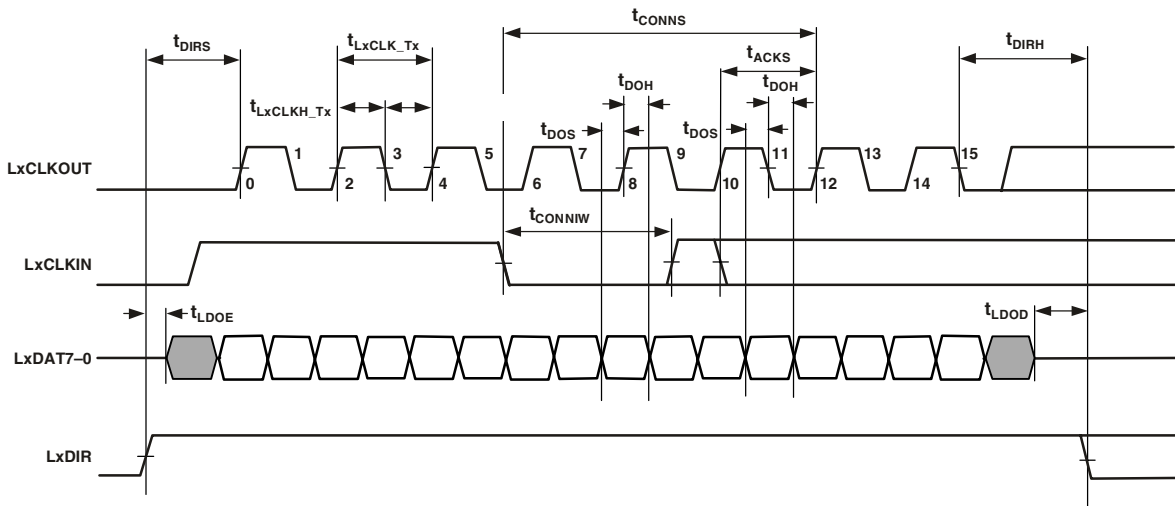 tCONNS
tDIRS
tLxCLK_Tx
tACKS
tDIRH
tDOH
tDOH
tLxCLKH_Tx
tDOS
tDOS
LxCLKOUT
1 3 5 7 9 11 13 15
0 2 4 6 8 10 12 14
tCONNIW
LxCLKIN
tLDOE
tLDOD
LxDAT7–0
LxDIR